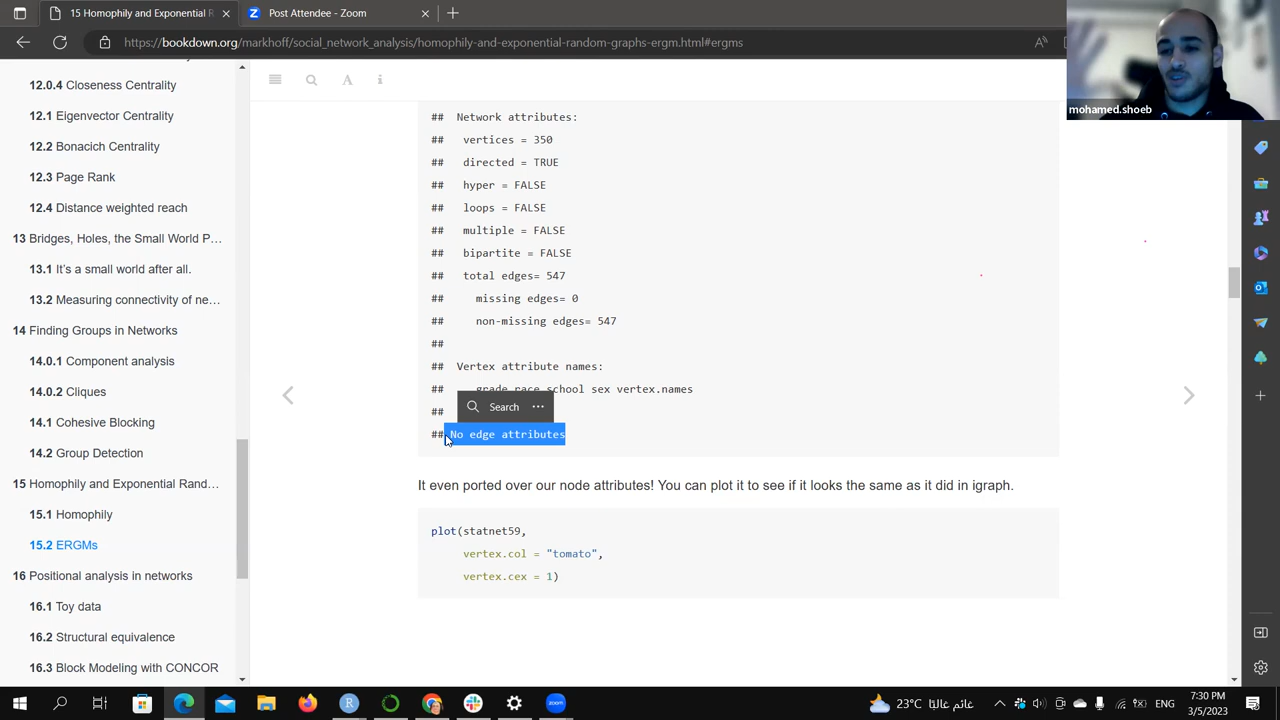 15 Homophily and Exponential R
Post Attendee - Zoom
https://bookdown.org/markhoff/social_network_analysis/homophily-and-exponential-random-graphs-ergm.html#ergms
mohamed.shoeb
12.0.4 Closeness Centrality
12.1 Eigenvector Centrality
12.2 Bonacich Centrality
12.3 Page Rank
12.4 Distance weighted reach
13 Bridges, Holes, the Small World P…
13.1 It's a small world after all.
13.2 Measuring connectivity of ne…
14 Finding Groups in Networks
14.0.1 Component analysis
14.0.2 Cliques
14.1 Cohesive Blocking
14.2 Group Detection
15 Homophily and Exponential Rand…
15.1 Homophily
15.2 ERGMs
16 Positional analysis in networks
16.1 Toy data
16.2 Structural equivalence
16.3 Block Modeling with CONCOR
## Network attributes:
## vertices = 350
## directed = TRUE
## hyper = FALSE
## loops = FALSE
## multiple = FALSE
## bipartite = FALSE
## total edges= 547
## missing edges= 0
## non-missing edges= 547
##
## Vertex attribute names:
## grade race school sex vertex.names
##
Search
## No edge attributes
It even ported over our node attributes! You can plot it to see if it looks the same as it did in igraph.
plot(statnet59,
vertex.col = "tomato",
vertex.cex = 1)
23°C غائم غالبًا
ENG
7:30 PM
3/5/2023